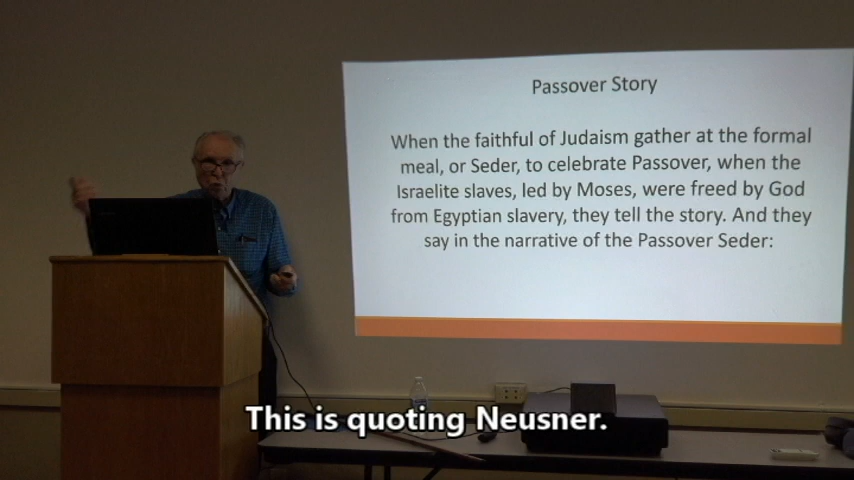 Passover Story
When the faithful of Judaism gather at the formal
meal, or Seder, to celebrate Passover, when the
Israelite slaves, led by Moses, were freed by God
from Egyptian slavery, they tell the story. And they
say in the narrative of the Passover Seder:
This is quoting Neusner.